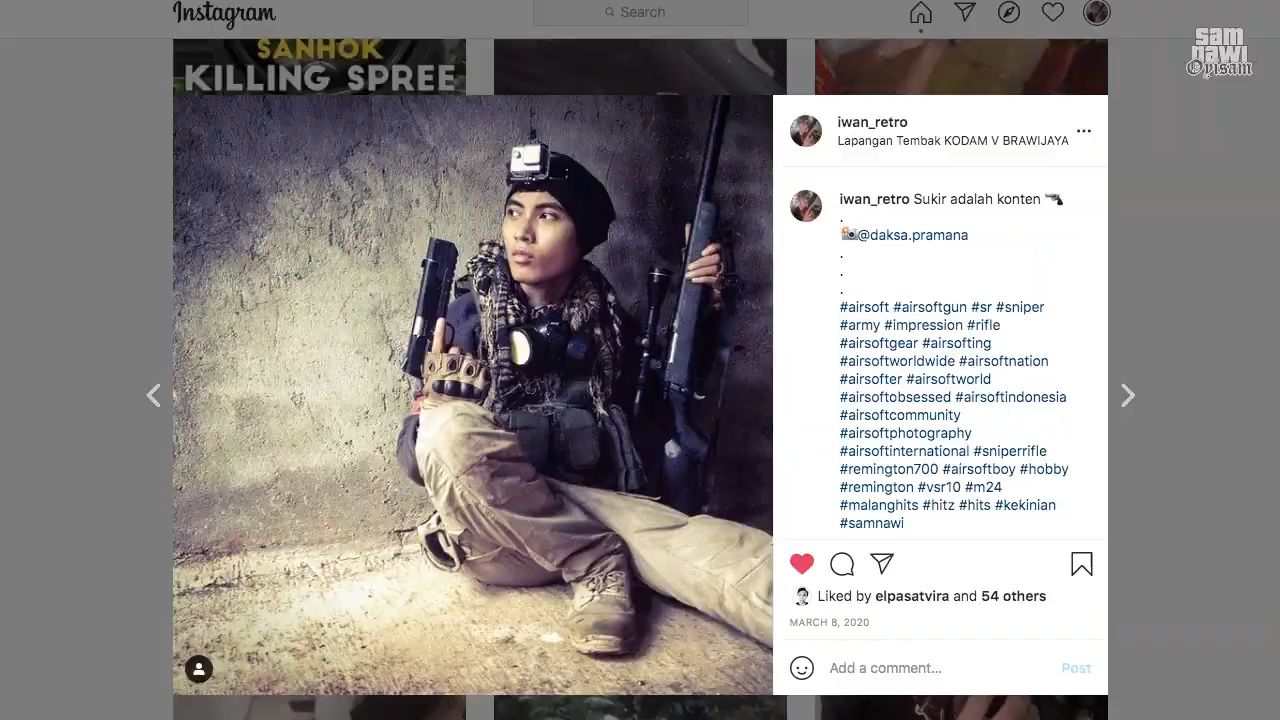 Instagram
Search
SANHOK
KILLING SPREE
SAM
NAWI
Oyisam
iwan_retro
Lapangan Tembak KODAM V BRAWIJAYA
iwan_retro Sukir adalah konten
.
@daksa.pramana
.
.
.
#airsoft #airsoftgun #sr #sniper
#army #impression #rifle
#airsoftgear #airsofting
#airsoftworldwide #airsoftnation
#airsofter #airsoftworld
#airsoftobsessed #airsoftindonesia
#airsoftcommunity
#airsoftphotography
#airsoftinternational #sniperrifle
#remington700 #airsoftboy #hobby
#remington #vsr10 #m24
#malanghits #hitz #hits #kekinian
#samnawi
Liked by elpasatvira and 54 others
MARCH 8, 2020
Add a comment...
Post